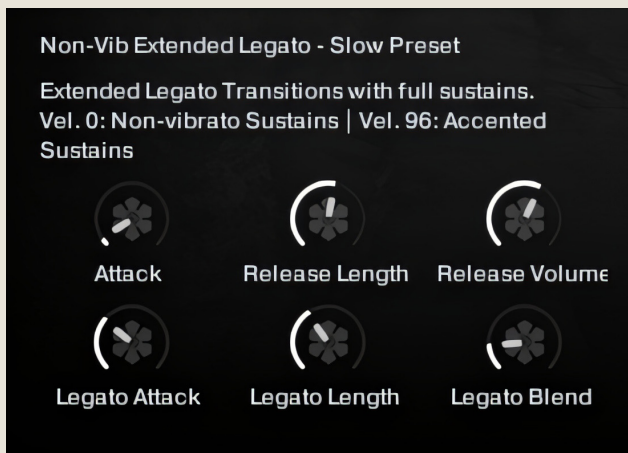 Non-Vib Extended Legato - Slow Preset
Extended Legato Transitions with full sustains.
Vel. 0: Non-vibrato Sustains | Vel. 96: Accented
Sustains
Attack Release Length Release Volume
Legato Attack Legato Length Legato Blend